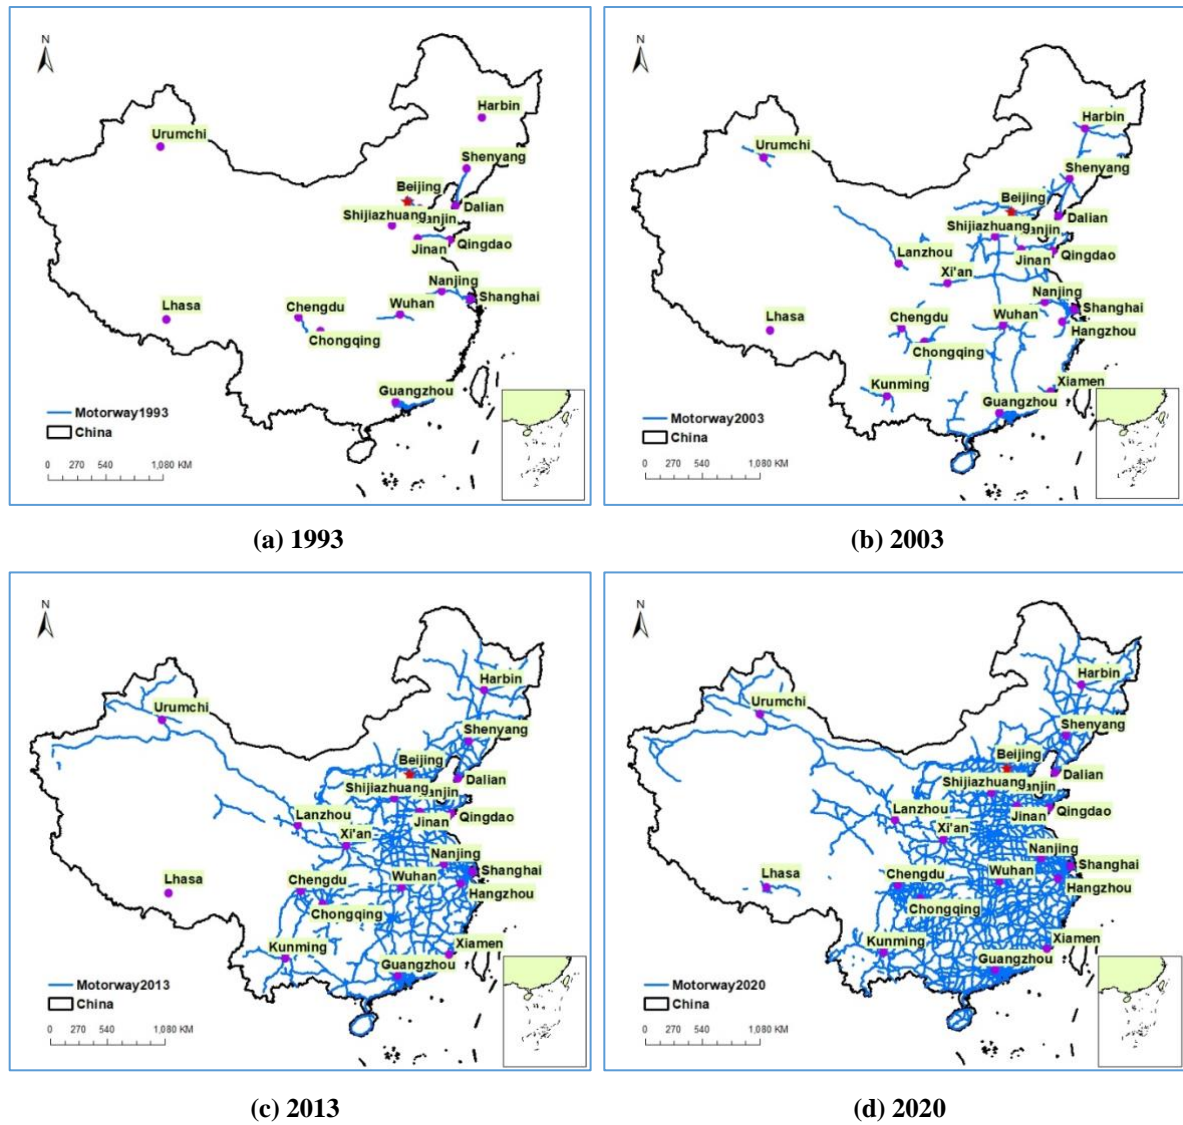 N
Harbin
Urumchi
Shenyang
Beijing
Dalian
Shijiazhuang
anjin
Jinan
Qingdao
Nanjing
Shanghai
Lhasa
Chengdu
Wuhan
Chongqing
Guangzhou
Motorway1993
China
0 270 540 1,080 KM
(a) 1993
N
Harbin
Urumchi
Shenyang
Beijing
Dalian
Shijiazhuang
anjin
Jinan
Qingdao
Lanzhou
Xi'an
Nanjing
Shanghai
Lhasa
Chengdu
Wuhan
Hangzhou
Chongqing
Kunming
Xiamen
Guangzhou
Motorway2003
China
0 270 540 1,080 KM
(b) 2003
N
Harbin
Urumchi
Shenyang
Beijing
Dalian
Shijiazhuang
anjin
Jinan
Qingdao
Lanzhou
Xi'an
Nanjing
Shanghai
Lhasa
Chengdu
Wuhan
Hangzhou
Chongqing
Kunming
Xiamen
Guangzhou
Motorway2013
China
0 270 540 1,080 KM
(c) 2013
N
Harbin
Urumchi
Shenyang
Beijing
Dalian
Shijiazhuang
anjin
Jinan
Qingdao
Lanzhou
Xi'an
Nanjing
Shanghai
Lhasa
Chengdu
Wuhan
Hangzhou
Chongqing
Kunming
Xiamen
Guangzhou
Motorway2020
China
0 270 540 1,080 KM
(d) 2020